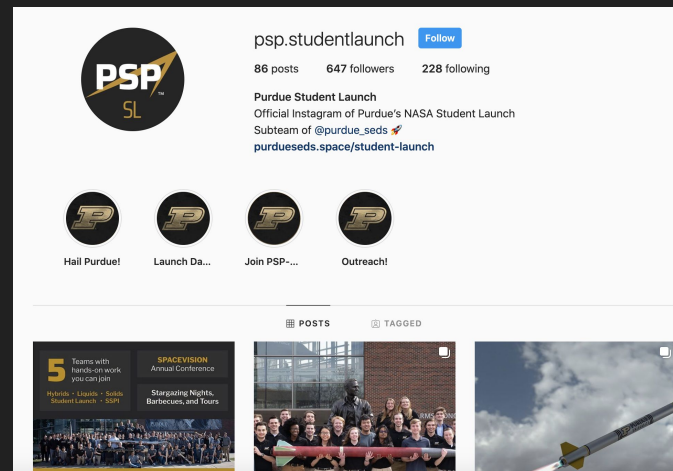 PSP
™
SL
psp.studentlaunch Follow
86 posts 647 followers 228 following
Purdue Student Launch
Official Instagram of Purdue's NASA Student Launch
Subteam of @purdue_seds 🚀
purdueseds.space/student-launch
P P P P
Hail Purdue! Launch Da... Join PSP-... Outreach!
POSTS TAGGED
5 Teams with
hands-on work
you can join
Hybrids • Liquids • Solids
Student Launch • SSPI
SPACEVISION
Annual Conference
Stargazing Nights,
Barbecues, and Tours